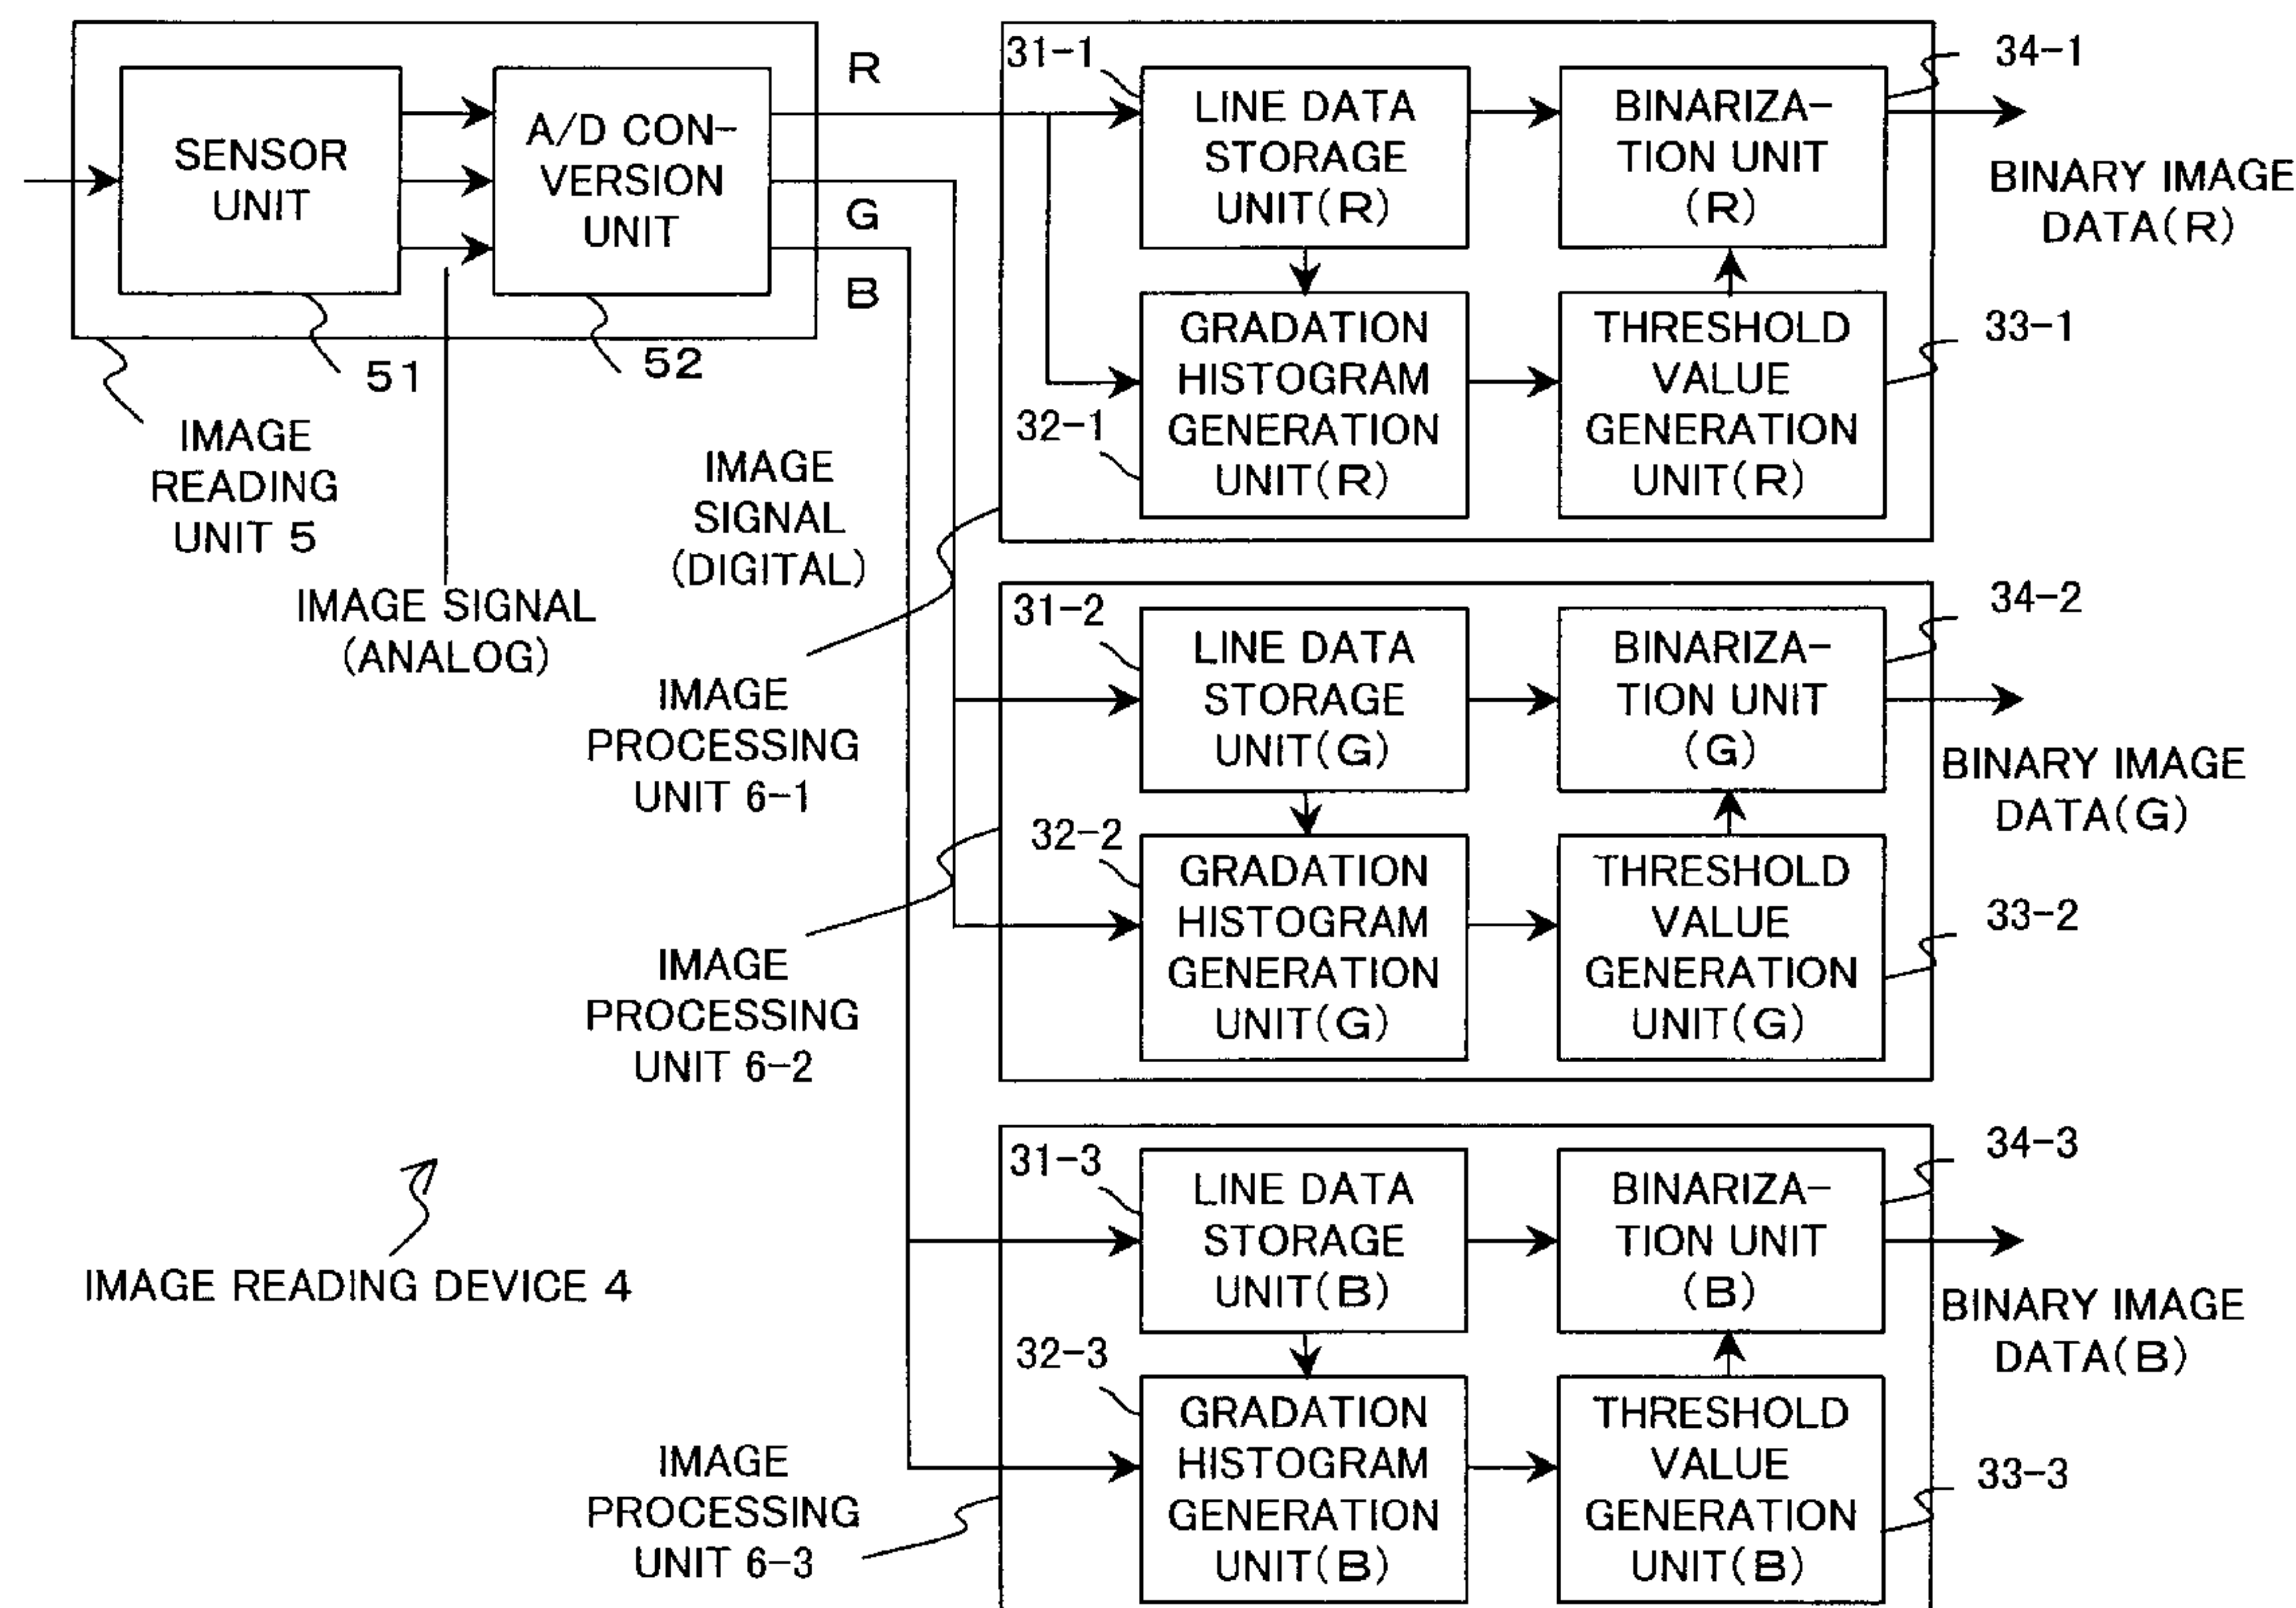 SENSOR
UNIT
A/D CON-
VERSION
UNIT
R
G
B
51
52
IMAGE
READING
UNIT 5
IMAGE SIGNAL
(ANALOG)
IMAGE
SIGNAL
(DIGITAL)
31-1
LINE DATA
STORAGE
UNIT(R)
BINARIZA-
TION UNIT
(R)
34-1
BINARY IMAGE
DATA(R)
32-1
GRADATION
HISTOGRAM
GENERATION
UNIT(R)
THRESHOLD
VALUE
GENERATION
UNIT(R)
33-1
IMAGE
PROCESSING
UNIT 6-1
31-2
LINE DATA
STORAGE
UNIT(G)
BINARIZA-
TION UNIT
(G)
34-2
BINARY IMAGE
DATA(G)
32-2
GRADATION
HISTOGRAM
GENERATION
UNIT(G)
THRESHOLD
VALUE
GENERATION
UNIT(G)
33-2
IMAGE
PROCESSING
UNIT 6-2
31-3
LINE DATA
STORAGE
UNIT(B)
BINARIZA-
TION UNIT
(B)
34-3
BINARY IMAGE
DATA(B)
32-3
GRADATION
HISTOGRAM
GENERATION
UNIT(B)
THRESHOLD
VALUE
GENERATION
UNIT(B)
33-3
IMAGE
PROCESSING
UNIT 6-3
IMAGE READING DEVICE 4